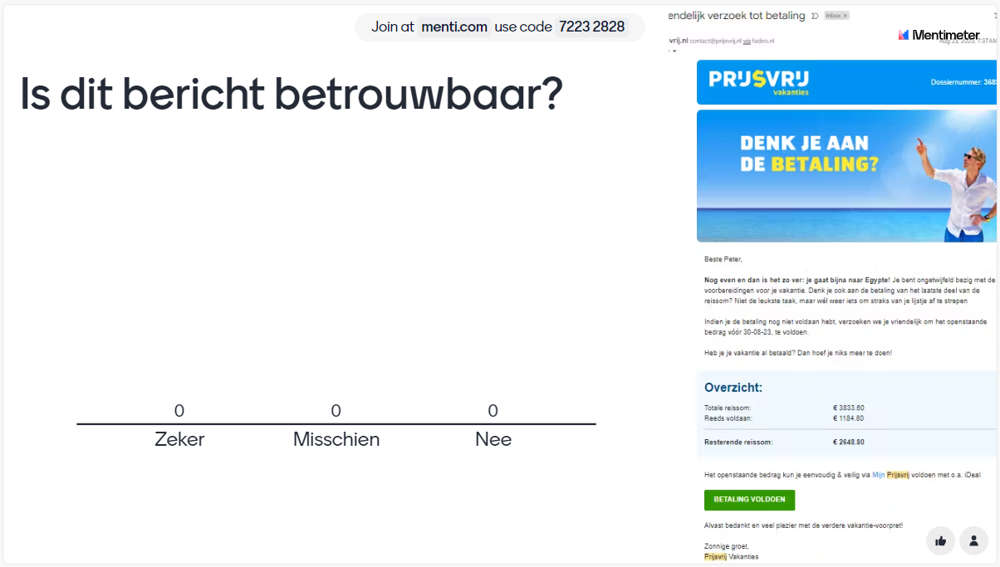 Join at menti.com use code 7223 2828
Is dit bericht betrouwbaar?
0 0 0
Zeker Misschien Nee
endelijk verzoek tot betaling Inbox ×
vrij.nl contact@prijsvrij.nl via fadiro.nl
Mentimeter
Aug 23, 2023, 7:37AM
PRIJSVRIJ
vakanties
Dossiernummer: 368
DENK JE AAN
DE BETALING?
Beste Peter,
Nog even en dan is het zo ver: je gaat bijna naar Egypte! Je bent ongetwijfeld bezig met de
voorbereidingen voor je vakantie. Denk je ook aan de betaling van het laatste deel van de
reissom? Niet de leukste taak, maar wél weer iets om straks van je lijstje af te strepen
Indien je de betaling nog niet voldaan hebt, verzoeken we je vriendelijk om het openstaande
bedrag vóór 30-08-23, te voldoen.
Heb je je vakantie al betaald? Dan hoef je niks meer te doen!
Overzicht:
Totale reissom: € 3833.60
Reeds voldaan: € 1184.80
Resterende reissom: € 2648.80
Het openstaande bedrag kun je eenvoudig & veilig via Mijn Prijsvrij voldoen met o.a. iDeal
BETALING VOLDOEN
Alvast bedankt en veel plezier met de verdere vakantie-voorpret!
Zonnige groet,
Prijsvrij Vakanties